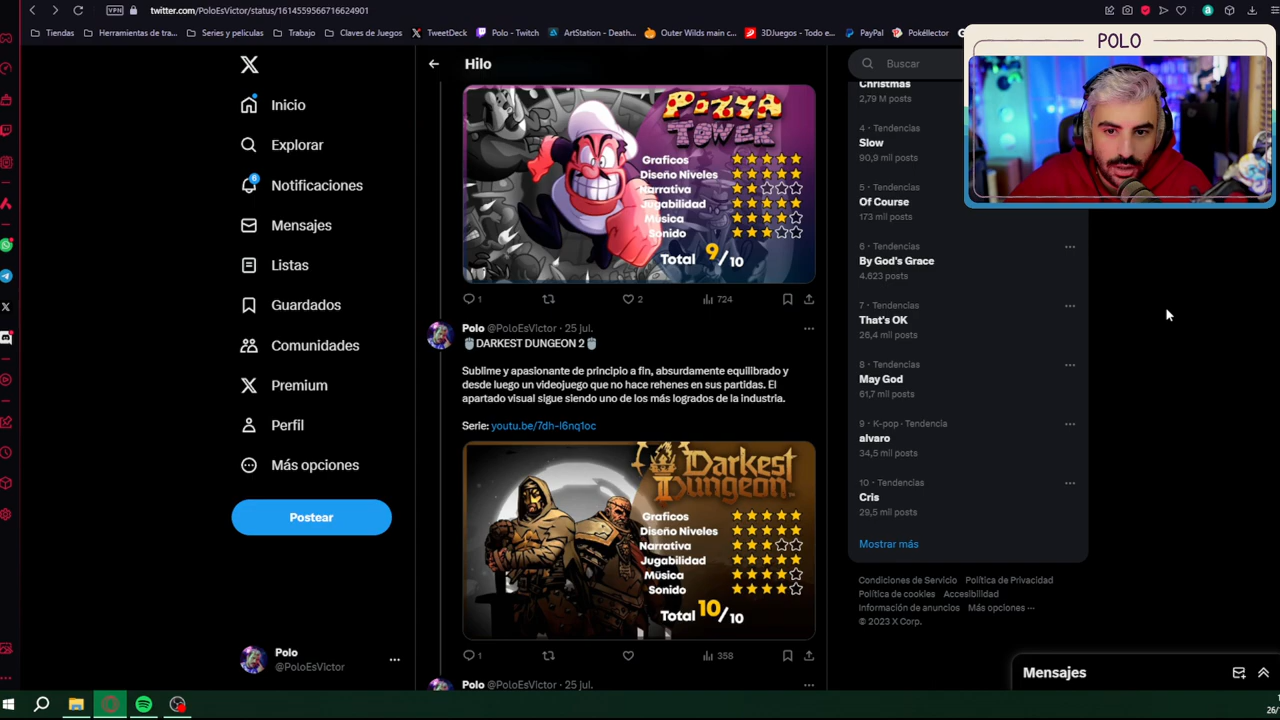 twitter.com/PoloEsVictor/status/1614559566716624901
VPN
Tiendas
Herramientas de tra...
Series y peliculas
Trabajo
Claves de Juegos
TweetDeck
Polo - Twitch
ArtStation - Death...
Outer Wilds main c...
3DJuegos - Todo e...
PayPal
Pokéllector
POLO
Inicio
Explorar
6
Notificaciones
Mensajes
Listas
Guardados
Comunidades
Premium
Perfil
Más opciones
Postear
Polo
@PoloEsVictor
Hilo
PIZZA
TOWER
Graficos
Diseño Niveles
Narrativa
Jugabilidad
Música
Sonido
Total 9/10
1
2
724
Polo @PoloEsVictor · 25 jul.
DARKEST DUNGEON 2
Sublime y apasionante de principio a fin, absurdamente equilibrado y
desde luego un videojuego que no hace rehenes en sus partidas. El
apartado visual sigue siendo uno de los más logrados de la industria.
Serie: youtu.be/7dh-l6nq1oc
Darkest
Dungeon
Graficos
Diseño Niveles
Narrativa
Jugabilidad
Música
Sonido
Total 10/10
1
358
Polo @PoloEsVictor · 25 jul.
Buscar
Christmas
2,79 M posts
4 · Tendencias
Slow
90,9 mil posts
5 · Tendencias
Of Course
173 mil posts
6 · Tendencias
By God's Grace
4.623 posts
7 · Tendencias
That's OK
26,4 mil posts
8 · Tendencias
May God
61,7 mil posts
9 · K-pop · Tendencia
alvaro
34,5 mil posts
10 · Tendencias
Cris
29,5 mil posts
Mostrar más
Condiciones de Servicio Política de Privacidad
Política de cookies Accesibilidad
Información de anuncios Más opciones ···
© 2023 X Corp.
Mensajes
26/